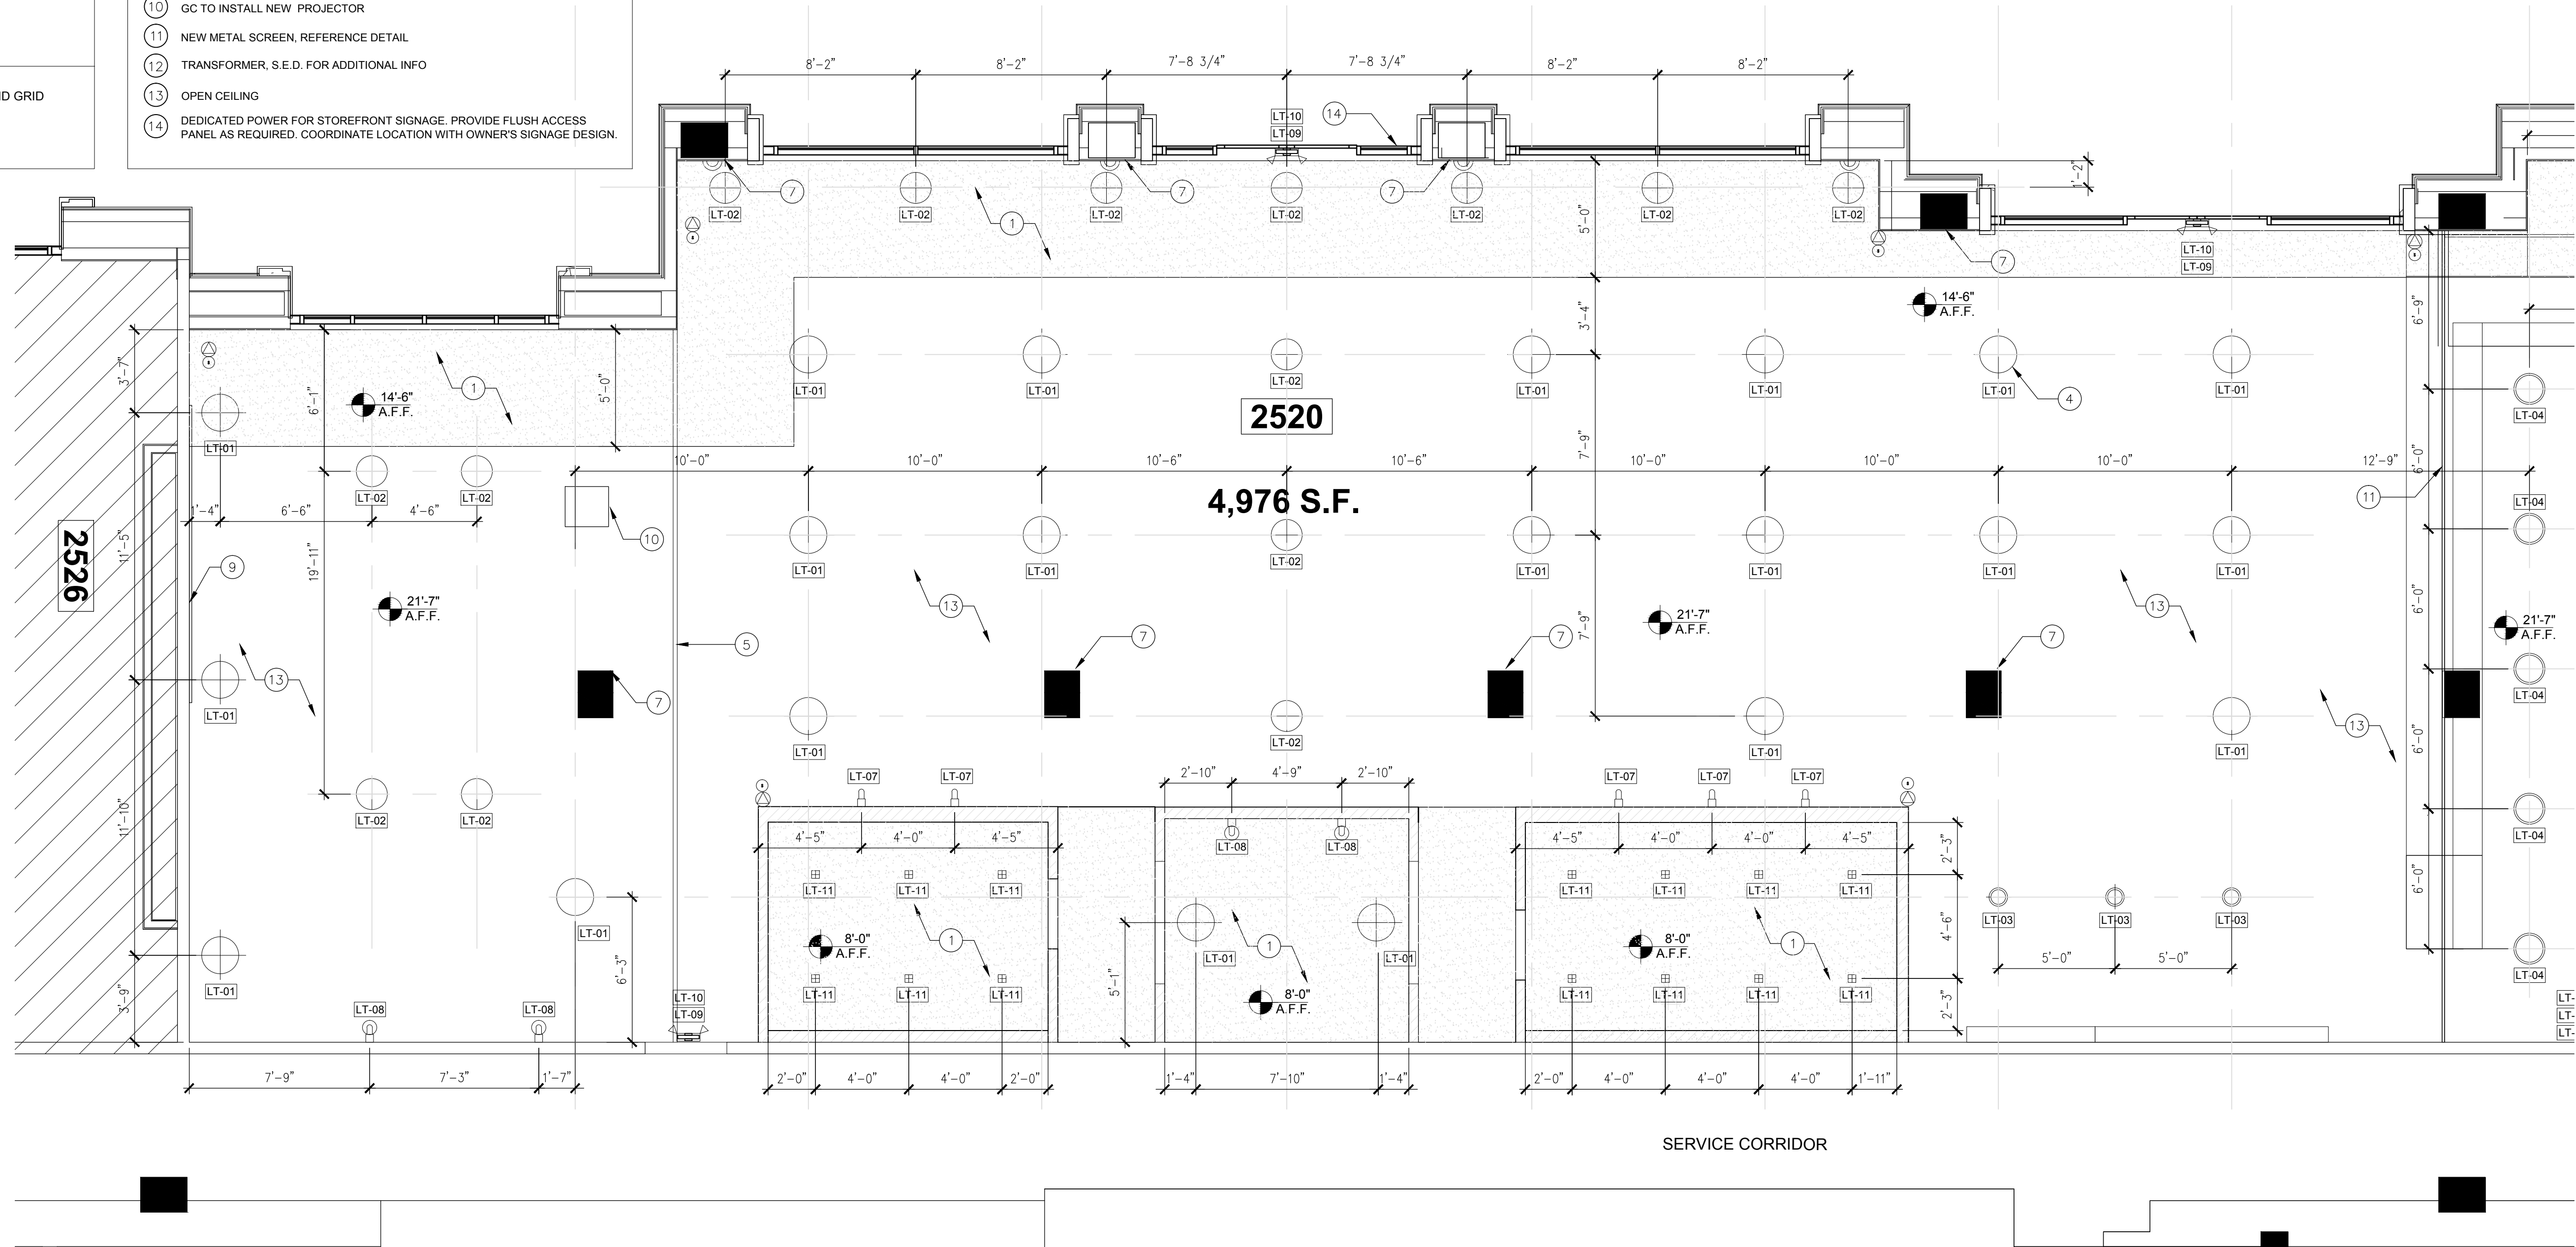 10 GC TO INSTALL NEW PROJECTOR
11 NEW METAL SCREEN, REFERENCE DETAIL
12 TRANSFORMER, S.E.D. FOR ADDITIONAL INFO
13 OPEN CEILING
14 DEDICATED POWER FOR STOREFRONT SIGNAGE. PROVIDE FLUSH ACCESS
PANEL AS REQUIRED. COORDINATE LOCATION WITH OWNER'S SIGNAGE DESIGN.
GRID
8'-2" 8'-2" 7'-8 3/4" 7'-8 3/4" 8'-2" 8'-2"
LT-10 14
LT-09
7 7 7 1'-2"
LT-02 LT-02 LT-02 LT-02 LT-02 LT-02 LT-02
1 5'-0" LT-10
7 LT-09
14'-6"
A.F.F.
6'-9"
3'-4"
3'-7" 6'-1" 1 5'-0"
14'-6"
A.F.F.
LT-01 LT-01 LT-02 LT-01 LT-01 LT-01 LT-01
4
LT-04
2520
LT-01
10'-0" 10'-0" 10'-6" 10'-6" 10'-0" 10'-0" 10'-0" 12'-9"
7'-9" 6'-0"
LT-02 LT-02
4,976 S.F.
11
LT-04
1'-4" 6'-6" 4'-6"
2526
11'-5" 10
19'-11"
9
LT-01 LT-01 LT-02 LT-01 LT-01 LT-01 LT-01
21'-7"
A.F.F.
13 13
6'-0"
21'-7"
A.F.F.
21'-7"
A.F.F.
5 7 7 7'-9" 7
13 7
LT-01
LT-04
LT-01 LT-02 LT-01 LT-01
13
6'-0"
LT-07 LT-07 2'-10" 4'-9" 2'-10" LT-07 LT-07 LT-07
11'-10"
LT-02 LT-02
LT-04
4'-5" 4'-0" 4'-5" LT-08 LT-08 4'-5" 4'-0" 4'-0" 4'-5"
2'-3"
6'-0"
LT-11 LT-11 LT-11 LT-11 LT-11 LT-11 LT-11
LT-01
LT-03 LT-03 LT-03
8'-0"
A.F.F.
1 1
8'-0"
A.F.F.
1 4'-6"
6'-3" LT-01 LT-01
5'-0" 5'-0"
LT-04
LT-01
3'-9"
LT-11 LT-11 LT-11 5'-1"
8'-0"
A.F.F.
LT-11 LT-11 LT-11 LT-11
2'-3"
LT-08 LT-08
LT-10
LT-09
LT-
LT-
LT-
7'-9" 7'-3" 1'-7" 2'-0" 4'-0" 4'-0" 2'-0" 1'-4" 7'-10" 1'-4" 2'-0" 4'-0" 4'-0" 4'-0" 1'-11"
SERVICE CORRIDOR